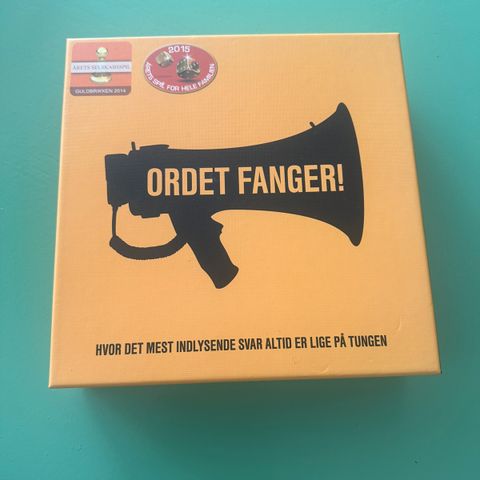 ÅRETS SELSKABSSPIL
GULDBRIKKEN 2014
2015
ÅRETS SPIL FOR HELE FAMILIEN
ORDET FANGER!
HVOR DET MEST INDLYSENDE SVAR ALTID ER LIGE PÅ TUNGEN